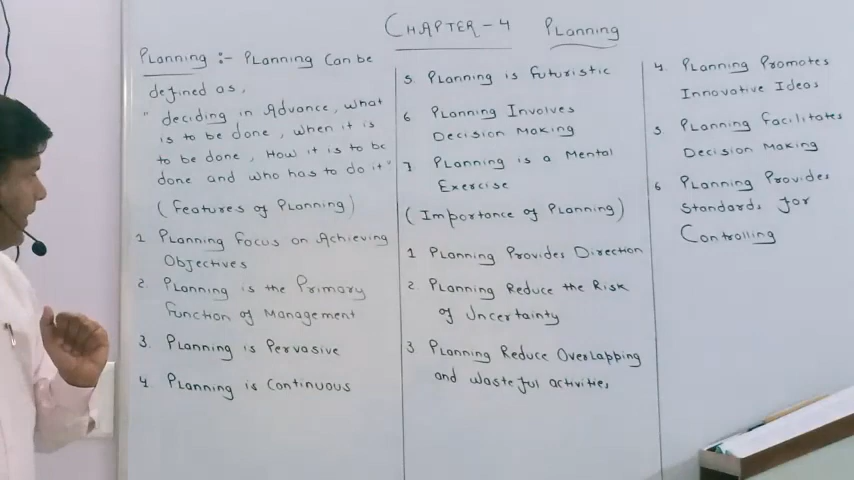 CHAPTER-4 Planning
Planning :- Planning Can be
defined as,
" deciding in Advance, what
is to be done, when it is
to be done, How it is to be
done and who has to do it"
(Features of Planning)
1 Planning Focus on Achieving
Objectives
2. Planning is the Primary
Function of Management
3. Planning is Pervasive
4 Planning is Continuous
5. Planning is Futuristic
6 Planning Involves
Decision Making
7 Planning is a Mental
Exercise
(Importance of Planning)
1 Planning Provides Direction
2 Planning Reduce the Risk
of Uncertainty
3 Planning Reduce Overlapping
and wasteful activities
4. Planning Promotes
Innovative Ideas
5 Planning Facilitates
Decision Making
6 Planning Provides
Standards for
Controlling